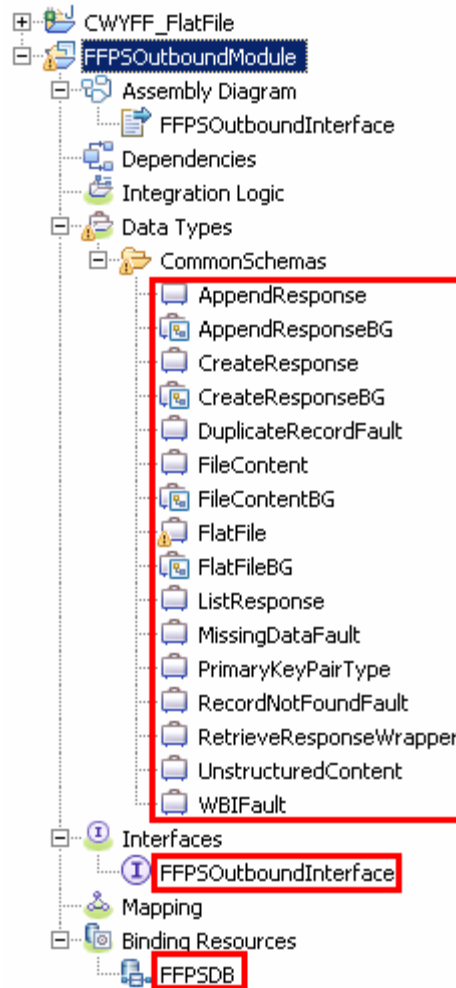 CWYFF_FlatFile
FFPSOutboundModule
Assembly Diagram
FFPSOutboundInterface
Dependencies
Integration Logic
Data Types
CommonSchemas
AppendResponse
AppendResponseBG
CreateResponse
CreateResponseBG
DuplicateRecordFault
FileContent
FileContentBG
FlatFile
FlatFileBG
ListResponse
MissingDataFault
PrimaryKeyPairType
RecordNotFoundFault
RetrieveResponseWrapper
UnstructuredContent
WBIFault
Interfaces
FFPSOutboundInterface
Mapping
Binding Resources
FFPSDB